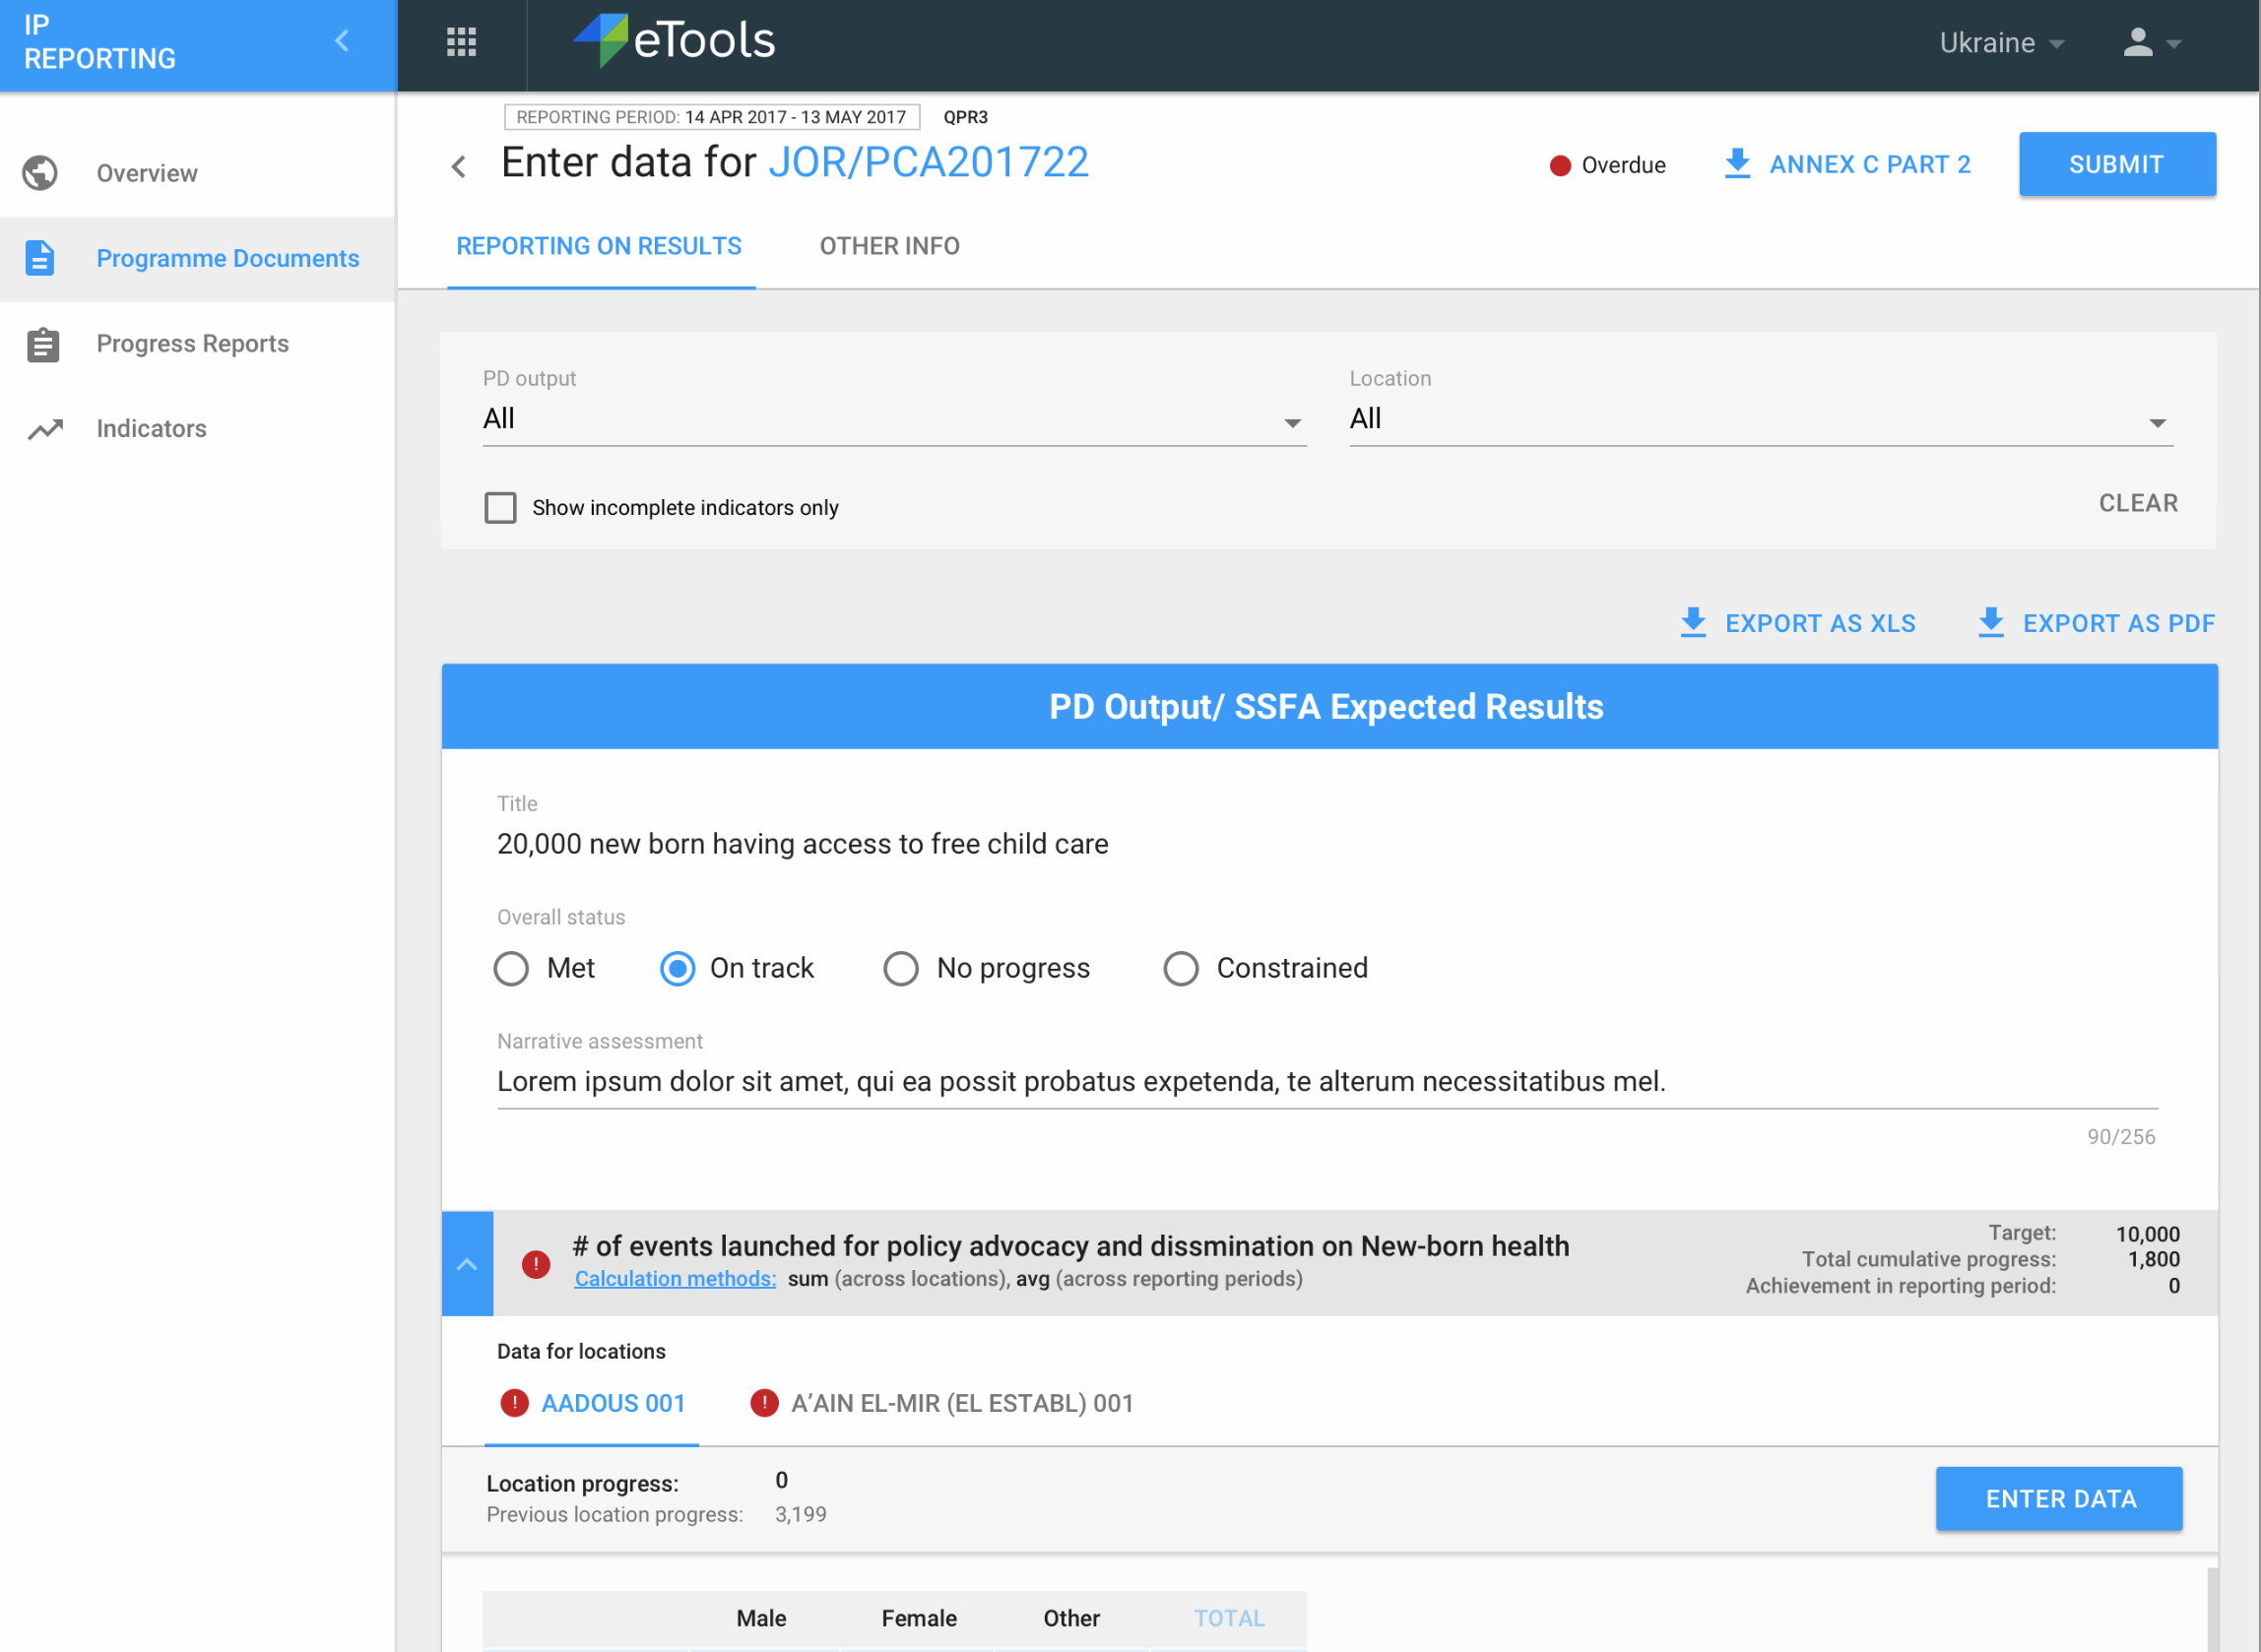 IP
REPORTING
eTools
Ukraine
Overview
Programme Documents
Progress Reports
Indicators
REPORTING PERIOD: 14 APR 2017 - 13 MAY 2017 QPR3
Enter data for JOR/PCA201722
Overdue
ANNEX C PART 2
SUBMIT
REPORTING ON RESULTS
OTHER INFO
PD output
All
Location
All
Show incomplete indicators only
CLEAR
EXPORT AS XLS
EXPORT AS PDF
PD Output/ SSFA Expected Results
Title
20,000 new born having access to free child care
Overall status
Met On track No progress Constrained
Narrative assessment
Lorem ipsum dolor sit amet, qui ea possit probatus expetenda, te alterum necessitatibus mel.
90/256
# of events launched for policy advocacy and dissmination on New-born health
Calculation methods: sum (across locations), avg (across reporting periods)
Target: 10,000
Total cumulative progress: 1,800
Achievement in reporting period: 0
Data for locations
AADOUS 001
A’AIN EL-MIR (EL ESTABL) 001
Location progress: 0
Previous location progress: 3,199
ENTER DATA
Male Female Other TOTAL